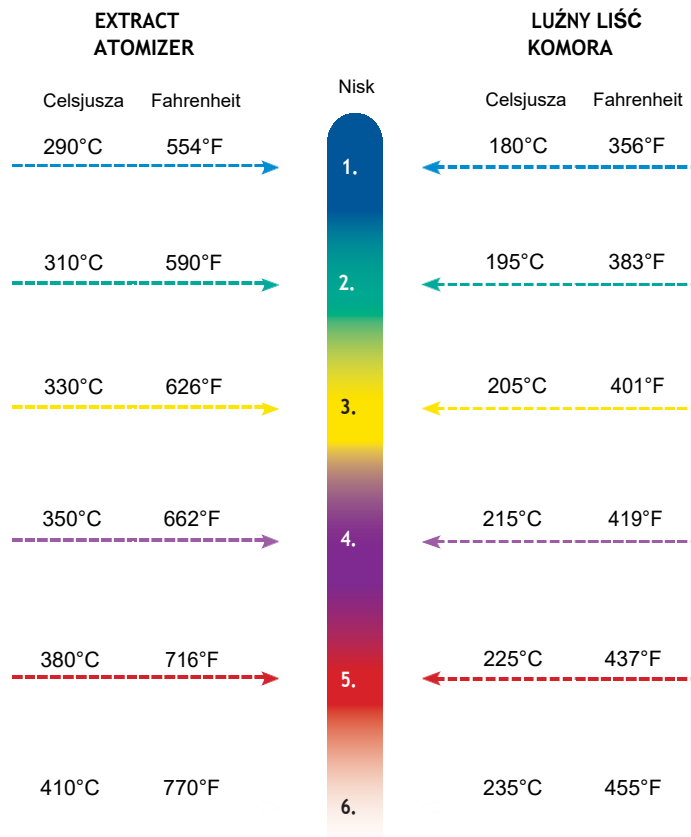 EXTRACT
ATOMIZER
LUŹNY LIŚĆ
KOMORA
Nisk
Celsjusza Fahrenheit
Celsjusza Fahrenheit
290°C 554°F
1.
180°C 356°F
310°C 590°F
2.
195°C 383°F
330°C 626°F
3.
205°C 401°F
350°C 662°F
4.
215°C 419°F
380°C 716°F
5.
225°C 437°F
410°C 770°F
6.
235°C 455°F